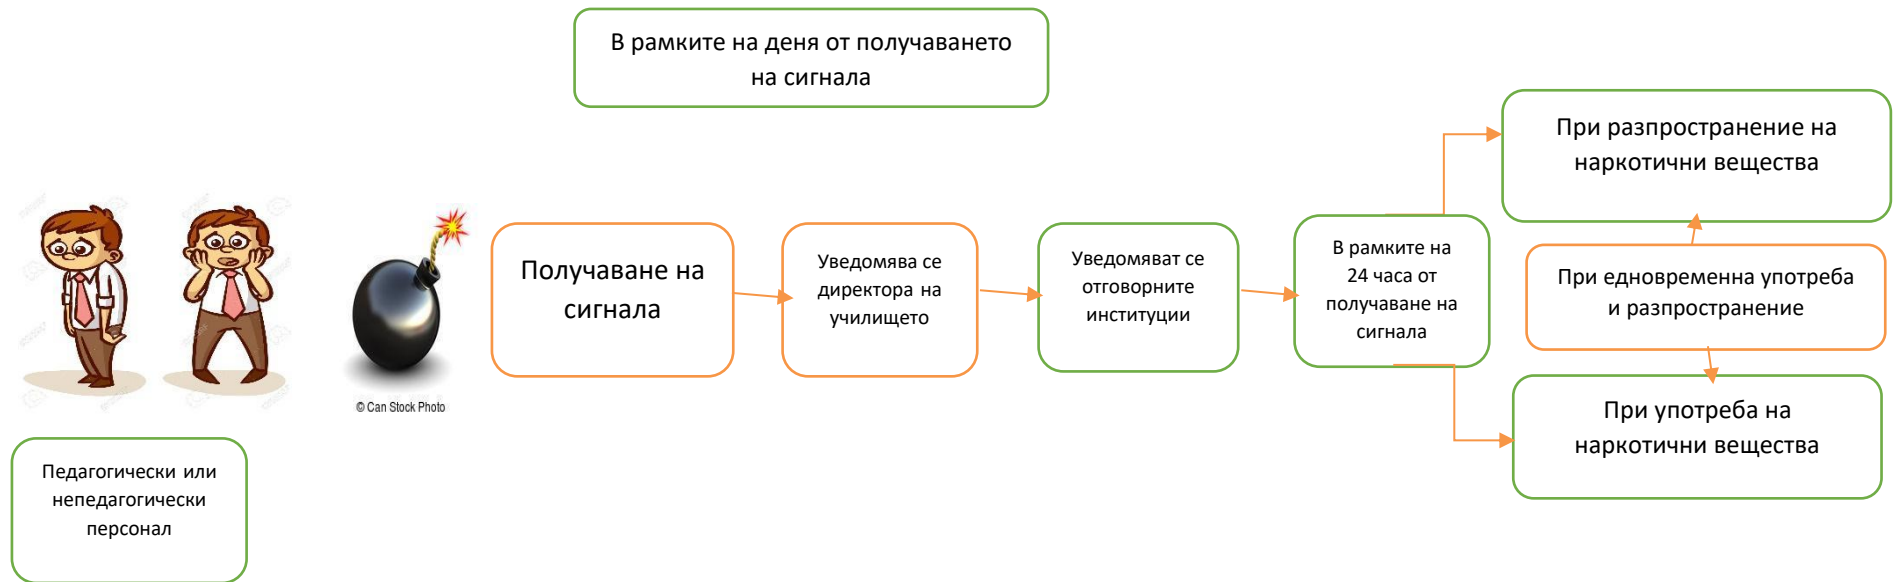 В рамките на деня от получаването
на сигнала
При разпространение на
наркотични вещества
Получаване на
сигнала
Уведомява се
директора на
училището
Уведомяват се
отговорните
институции
В рамките на
24 часа от
получаване на
сигнала
При едновременна употреба
и разпространение
При употреба на
наркотични вещества
© Can Stock Photo
Педагогически или
непедагогически
персонал